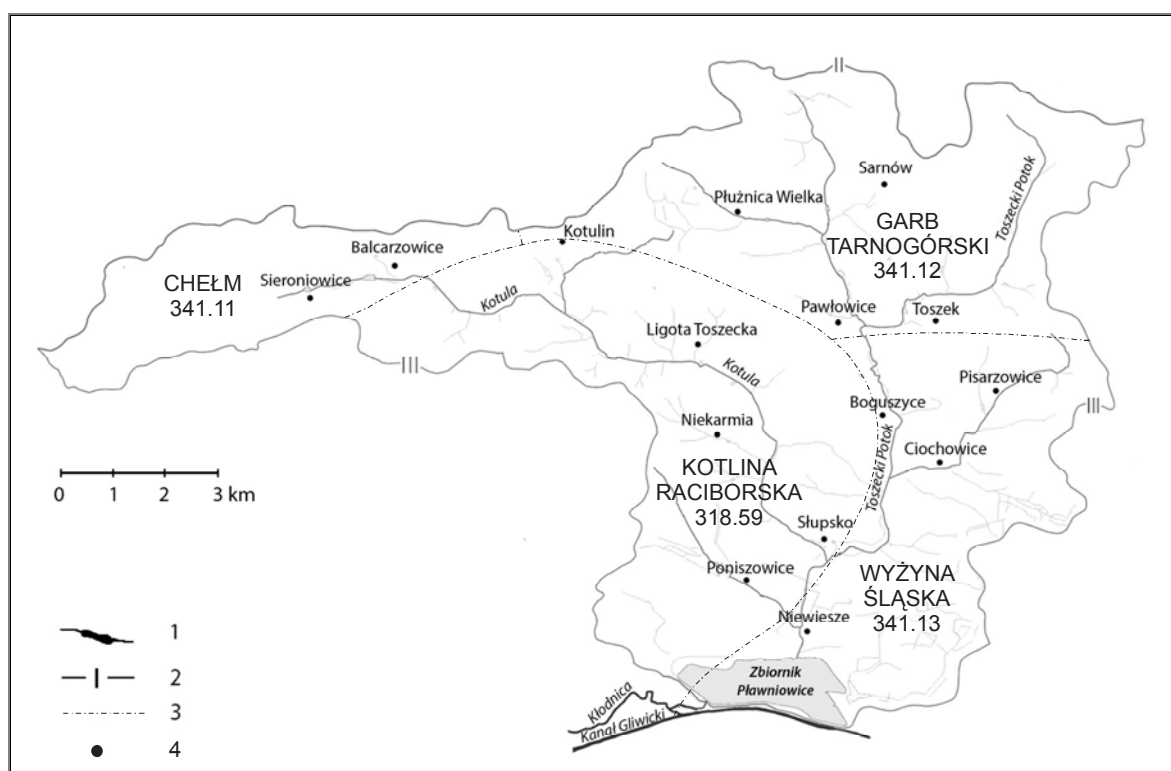 II
Sarnów
Toszecki Potok
Płużnica Wielka
GARB
TARNOGÓRSKI
341.12
Kotulin
Balcarzowice
CHEŁM
341.11
Sieroniowice
Kotula
Pawłowice
Toszek
Ligota Toszecka
III
Kotula
Pisarzowice
Boguszyce
III
Niekarmia
Ciochowice
Toszecki Potok
KOTLINA
RACIBORSKA
318.59
0 1 2 3 km
Słupsko
Poniszowice
WYŻYNA
ŚLĄSKA
341.13
Niewiesze
1
Zbiornik
Pławniowice
2
Kłodnica
3
Kanał Gliwicki
4